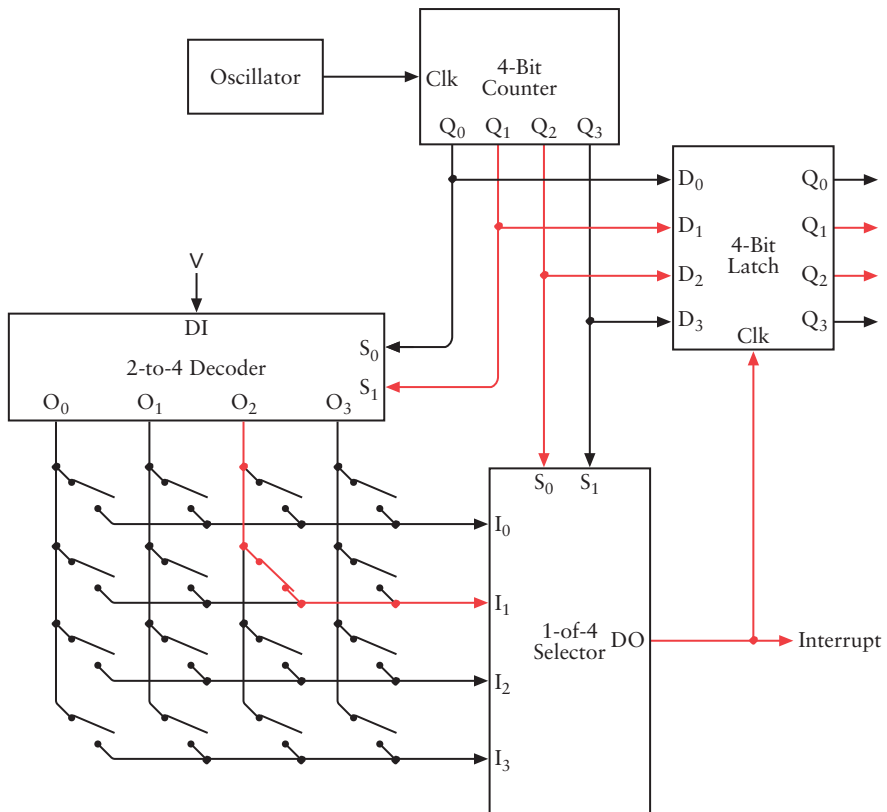 Oscillator
Clk
4-Bit
Counter
Q0 Q1 Q2 Q3
D0
D1
D2
D3
4-Bit
Latch
Clk
Q0
Q1
Q2
Q3
V
DI
2-to-4 Decoder
S0
S1
O0 O1 O2 O3
S0 S1
I0
I1
I2
I3
1-of-4
Selector
DO
Interrupt